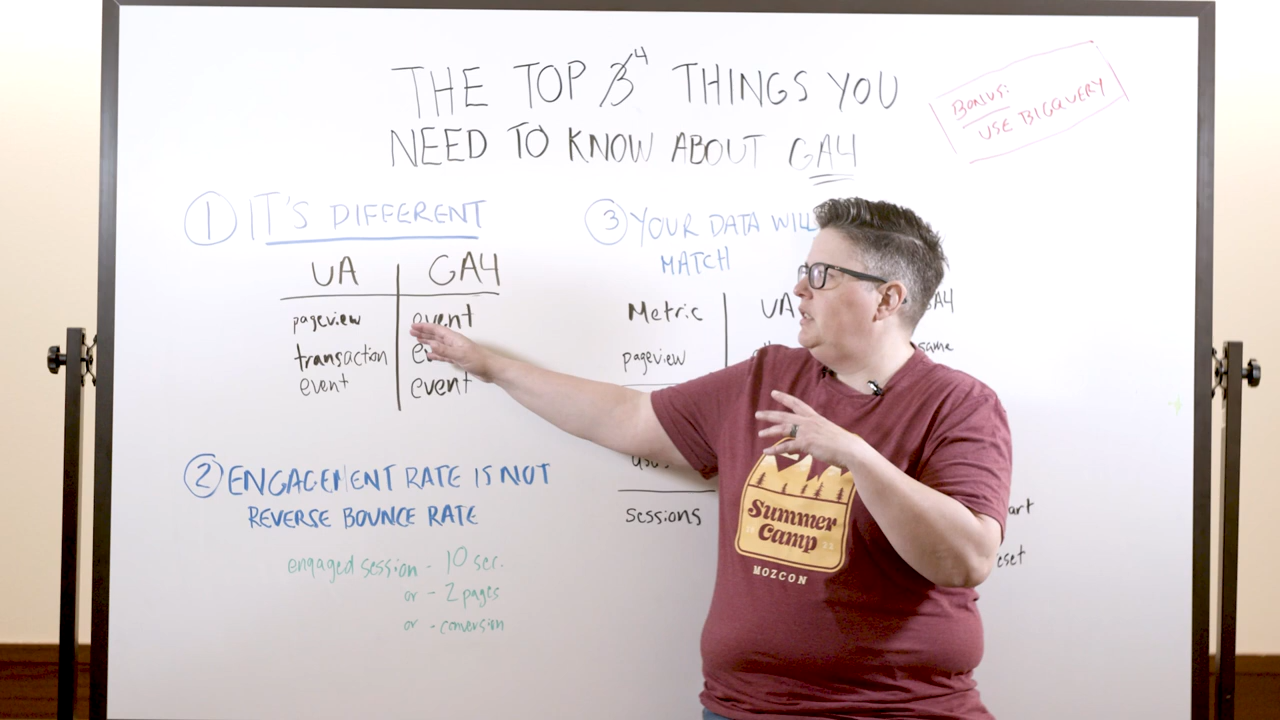 THE TOP 3 4 THINGS YOU
NEED TO KNOW ABOUT GA4
BONUS:
USE BIGQUERY
1 IT'S DIFFERENT
UA GA4
pageview event
transaction
event event
2 ENGAGEMENT RATE IS NOT
REVERSE BOUNCE RATE
engaged session - 10 sec.
or - 2 pages
or - conversion
3 YOUR DATA WILL
MATCH
Metric UA GA4
pageview same
sessions
Summer
Camp
MOZCON